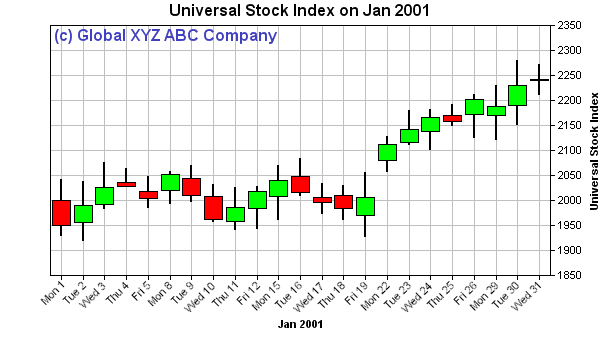 Universal Stock Index on Jan 2001
(c) Global XYZ ABC Company
2350
2300
2250
2200
2150
2100
2050
2000
1950
1900
1850
Universal Stock Index
Mon 1
Tue 2
Wed 3
Thu 4
Fri 5
Mon 8
Tue 9
Wed 10
Thu 11
Fri 12
Mon 15
Tue 16
Wed 17
Thu 18
Fri 19
Mon 22
Tue 23
Wed 24
Thu 25
Fri 26
Mon 29
Tue 30
Wed 31
Jan 2001